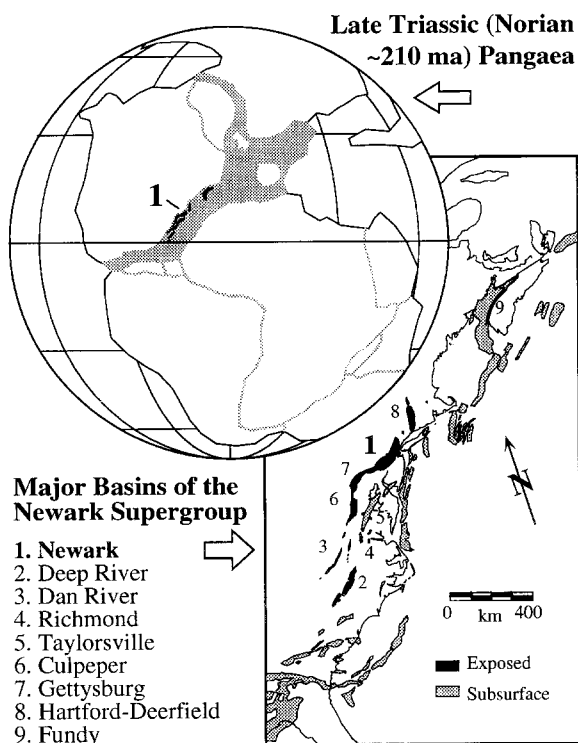 Late Triassic (Norian
~210 ma) Pangaea
1
9
8
1
7
6
5
3
4
2
N
Major Basins of the
Newark Supergroup
1. Newark
2. Deep River
3. Dan River
4. Richmond
5. Taylorsville
6. Culpeper
7. Gettysburg
8. Hartford-Deerfield
9. Fundy
0 km 400
Exposed
Subsurface